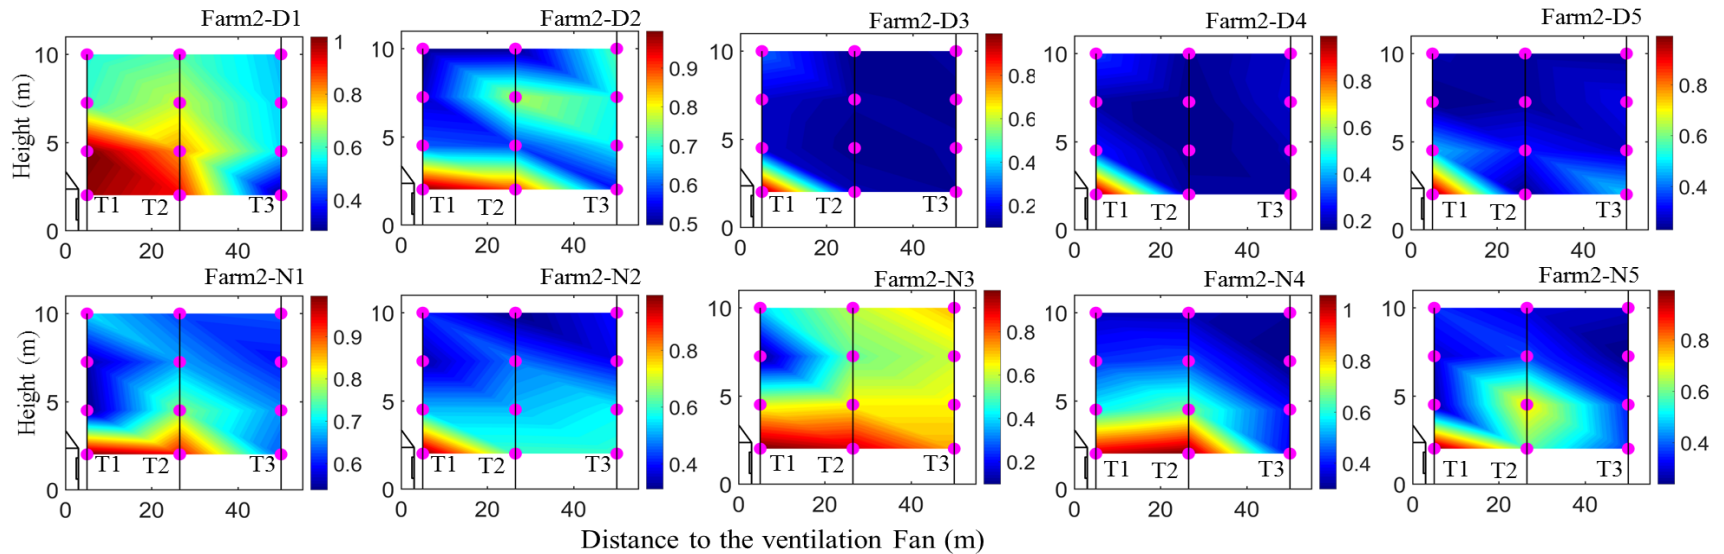 Farm2-D1
Farm2-D2
Farm2-D3
Farm2-D4
Farm2-D5
Height (m)
10
5
0
0
20
40
T1
T2
T3
1
0.8
0.6
0.4
10
5
0
0
20
40
T1
T2
T3
0.9
0.8
0.7
0.6
0.5
10
5
0
0
20
40
T1
T2
T3
0.8
0.6
0.4
0.2
10
5
0
0
20
40
T1
T2
T3
0.8
0.6
0.4
0.2
10
5
0
0
20
40
T1
T2
T3
0.8
0.6
0.4
Farm2-N1
Farm2-N2
Farm2-N3
Farm2-N4
Farm2-N5
Height (m)
10
5
0
0
20
40
T1
T2
T3
0.9
0.8
0.7
0.6
10
5
0
0
20
40
T1
T2
T3
0.8
0.6
0.4
10
5
0
0
20
40
T1
T2
T3
0.8
0.6
0.4
0.2
10
5
0
0
20
40
T1
T2
T3
1
0.8
0.6
0.4
10
5
0
0
20
40
T1
T2
T3
0.8
0.6
0.4
Distance to the ventilation Fan (m)